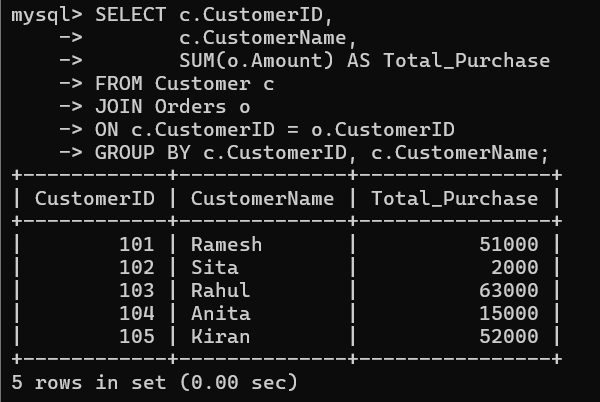 mysql> SELECT c.CustomerID,
    ->        c.CustomerName,
    ->        SUM(o.Amount) AS Total_Purchase
    -> FROM Customer c
    -> JOIN Orders o
    -> ON c.CustomerID = o.CustomerID
    -> GROUP BY c.CustomerID, c.CustomerName;
+------------+--------------+----------------+
| CustomerID | CustomerName | Total_Purchase |
+------------+--------------+----------------+
|        101 | Ramesh       |          51000 |
|        102 | Sita         |           2000 |
|        103 | Rahul        |          63000 |
|        104 | Anita        |          15000 |
|        105 | Kiran        |          52000 |
+------------+--------------+----------------+
5 rows in set (0.00 sec)